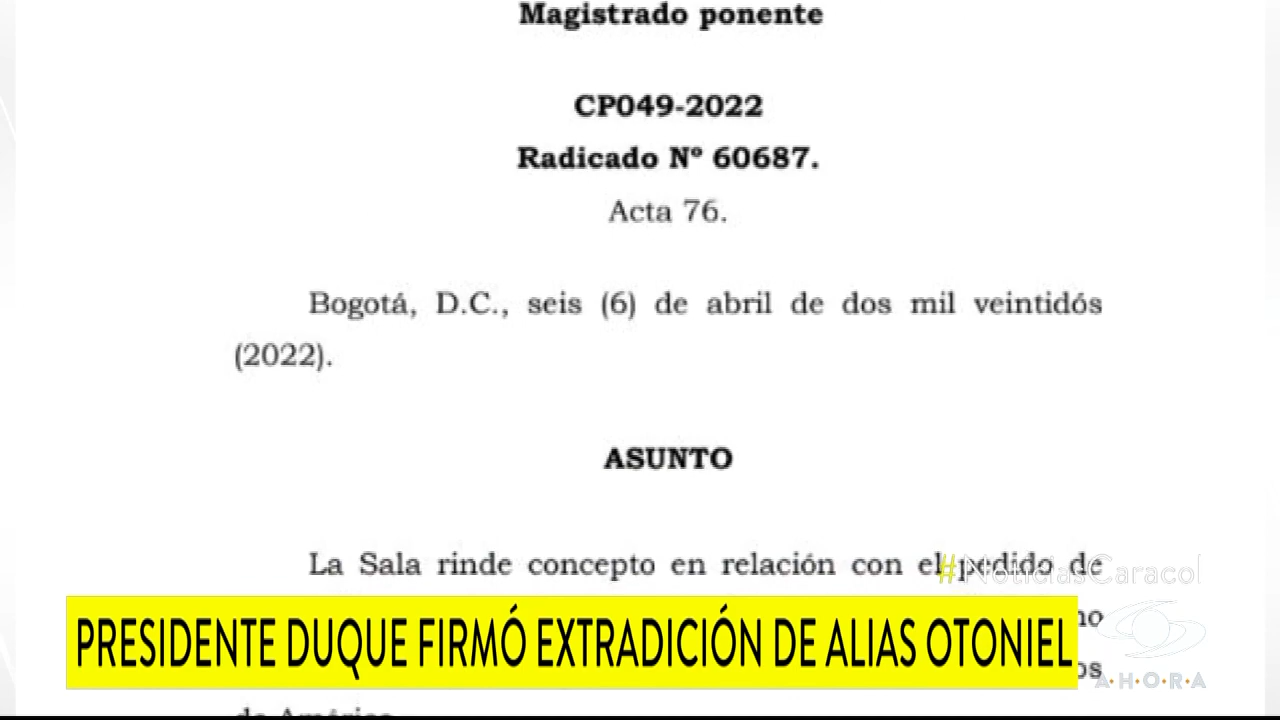 Magistrado ponente
CP049-2022
Radicado Nº 60687.
Acta 76.
Bogotá, D.C., seis (6) de abril de dos mil veintidós
(2022).
ASUNTO
La Sala rinde concepto en relación con el pedido de
#NoticiasCaracol
PRESIDENTE DUQUE FIRMÓ EXTRADICIÓN DE ALIAS OTONIEL
A·H·O·R·A
de América